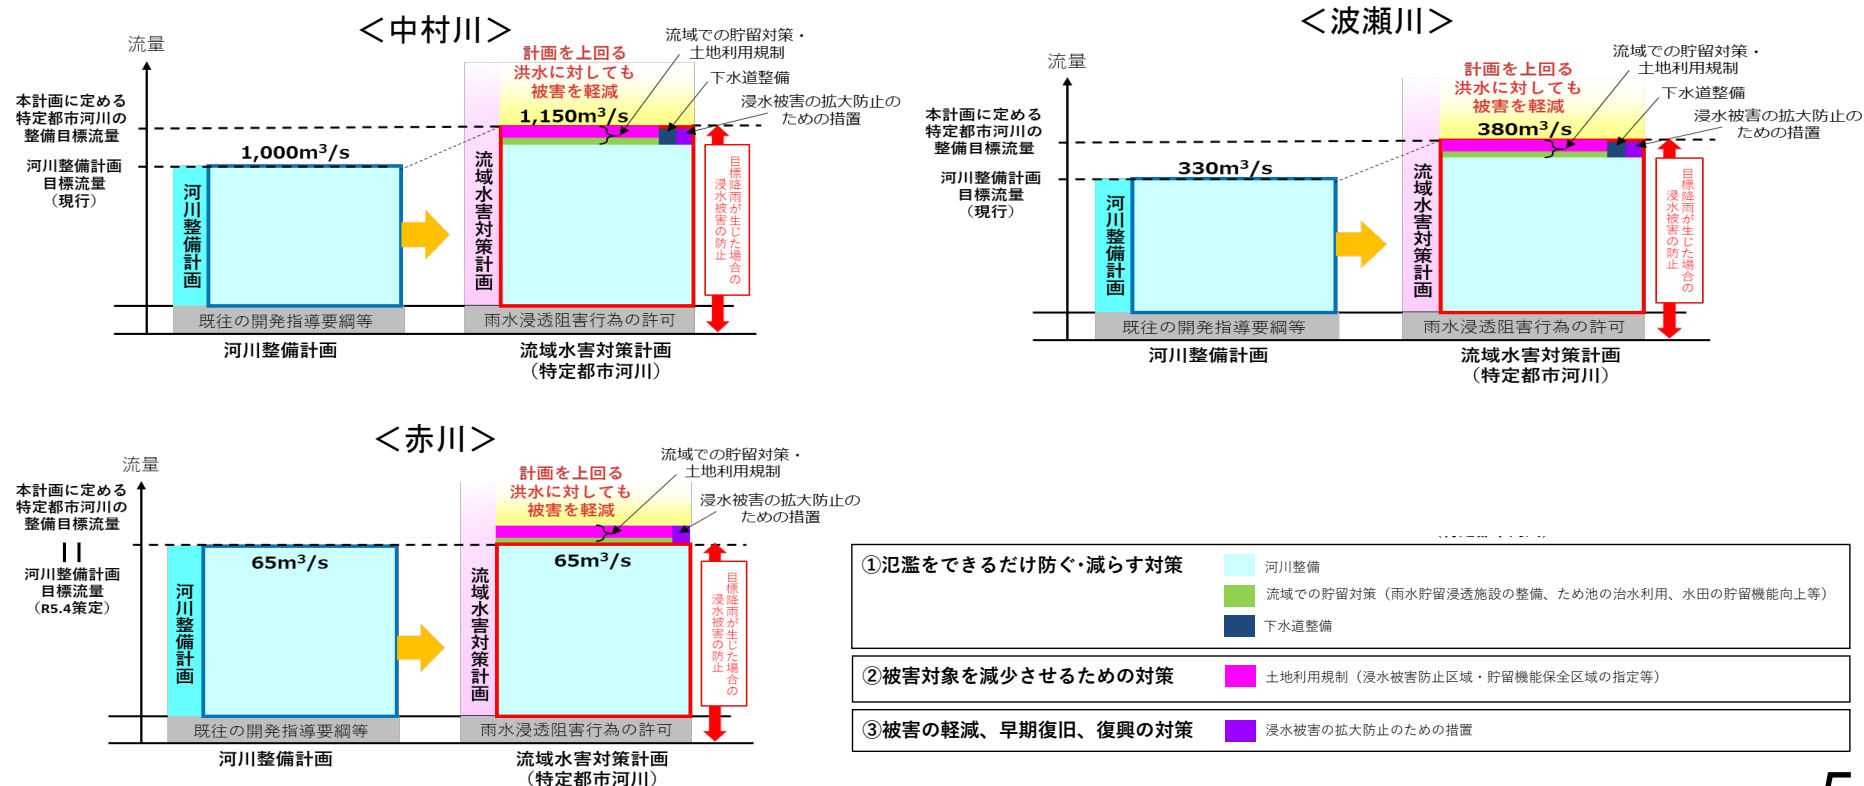 ＜中村川＞
流量
本計画に定める
特定都市河川の
整備目標流量
河川整備計画
目標流量
（現行）
1,000m³/s
河川整備計画
既往の開発指導要綱等
河川整備計画
計画を上回る
洪水に対しても
被害を軽減
1,150m³/s
流域での貯留対策・
土地利用規制
下水道整備
浸水被害の拡大防止の
ための措置
流域水害対策計画
目標降雨が生じた場合の
浸水被害の防止
雨水浸透阻害行為の許可
流域水害対策計画
（特定都市河川）
＜波瀬川＞
流量
本計画に定める
特定都市河川の
整備目標流量
河川整備計画
目標流量
（現行）
330m³/s
河川整備計画
既往の開発指導要綱等
河川整備計画
計画を上回る
洪水に対しても
被害を軽減
380m³/s
流域での貯留対策・
土地利用規制
下水道整備
浸水被害の拡大防止の
ための措置
流域水害対策計画
目標降雨が生じた場合の
浸水被害の防止
雨水浸透阻害行為の許可
流域水害対策計画
（特定都市河川）
＜赤川＞
流量
本計画に定める
特定都市河川の
整備目標流量
＝
河川整備計画
目標流量
（R5.4策定）
65m³/s
河川整備計画
既往の開発指導要綱等
河川整備計画
計画を上回る
洪水に対しても
被害を軽減
65m³/s
流域での貯留対策・
土地利用規制
浸水被害の拡大防止の
ための措置
流域水害対策計画
目標降雨が生じた場合の
浸水被害の防止
雨水浸透阻害行為の許可
流域水害対策計画
（特定都市河川）
①氾濫をできるだけ防ぐ・減らす対策
河川整備
流域での貯留対策（雨水貯留浸透施設の整備、ため池の治水利用、水田の貯留機能向上等）
下水道整備
②被害対象を減少させるための対策
土地利用規制（浸水被害防止区域・貯留機能保全区域の指定等）
③被害の軽減、早期復旧、復興の対策
浸水被害の拡大防止のための措置